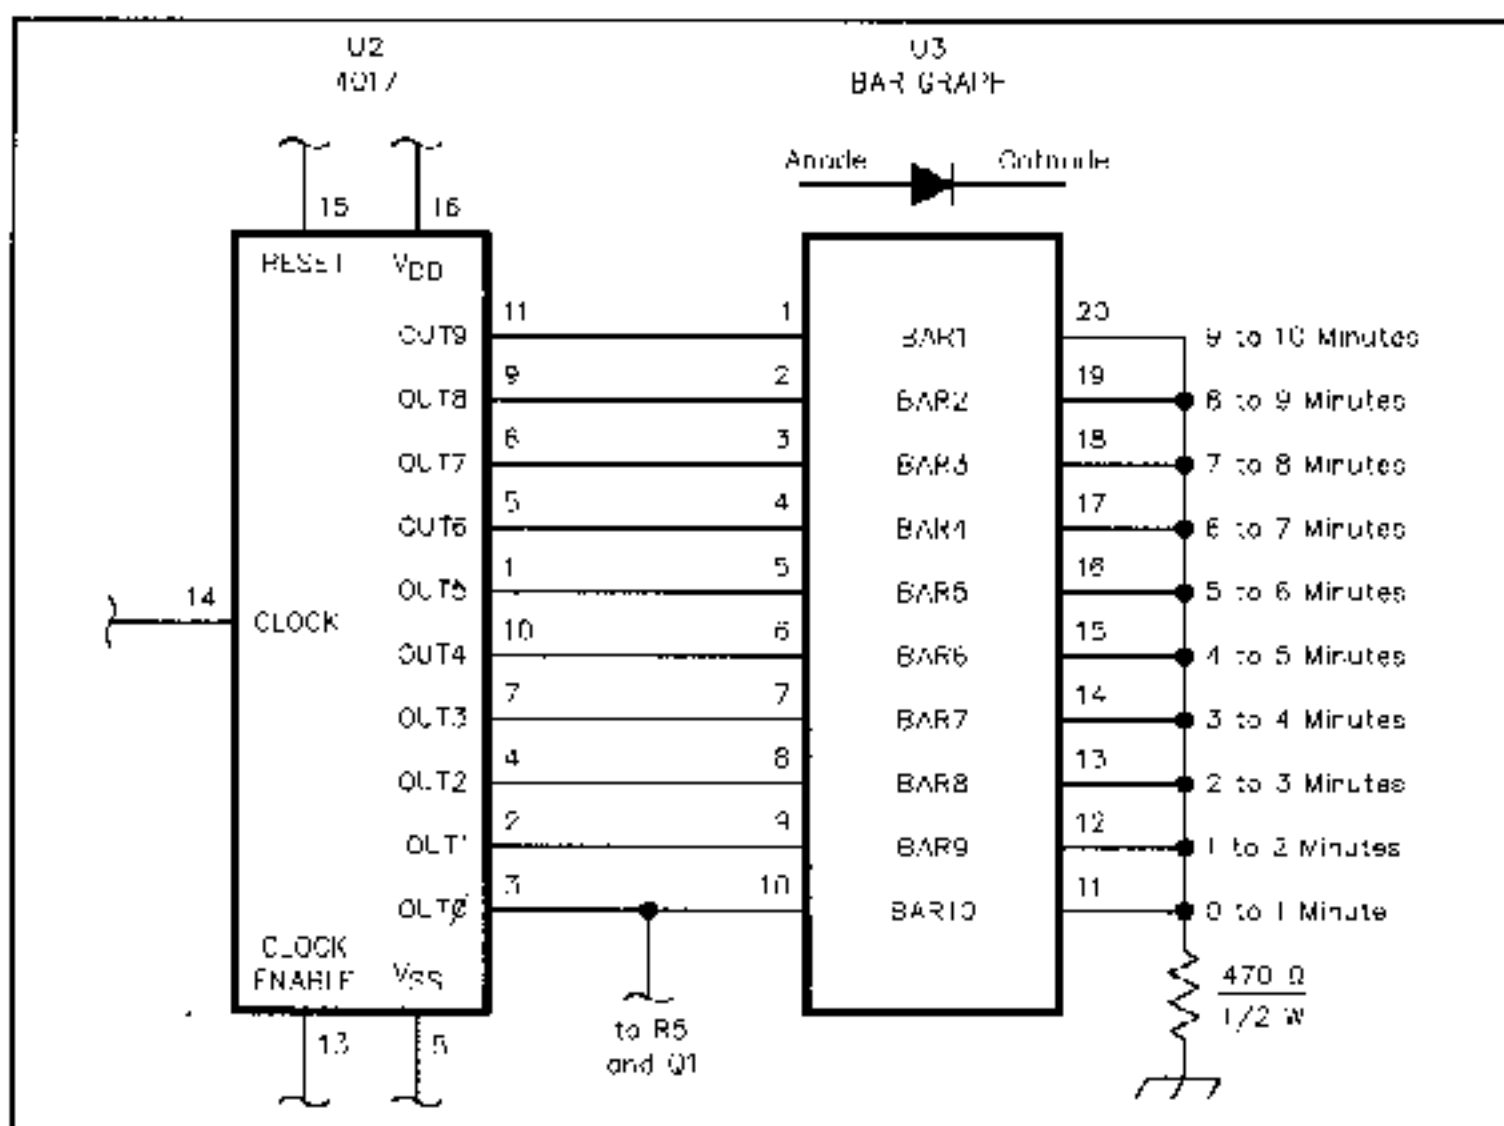 U2
4017
U3
BAR GRAPH
Anode
Cathode
15
16
RESET
VDD
OUT9
11
1
BAR1
20
9 to 10 Minutes
OUT8
9
2
BAR2
19
8 to 9 Minutes
OUT7
6
3
BAR3
18
7 to 8 Minutes
OUT6
5
4
BAR4
17
6 to 7 Minutes
OUT5
1
5
BAR5
16
5 to 6 Minutes
14
CLOCK
OUT4
10
6
BAR6
15
4 to 5 Minutes
OUT3
7
7
BAR7
14
3 to 4 Minutes
OUT2
4
8
BAR8
13
2 to 3 Minutes
OUT1
2
9
BAR9
12
1 to 2 Minutes
OUTØ
3
10
BAR10
11
0 to 1 Minute
CLOCK
ENABLE
VSS
13
to R5
and Q1
470 Ω
1/2 W